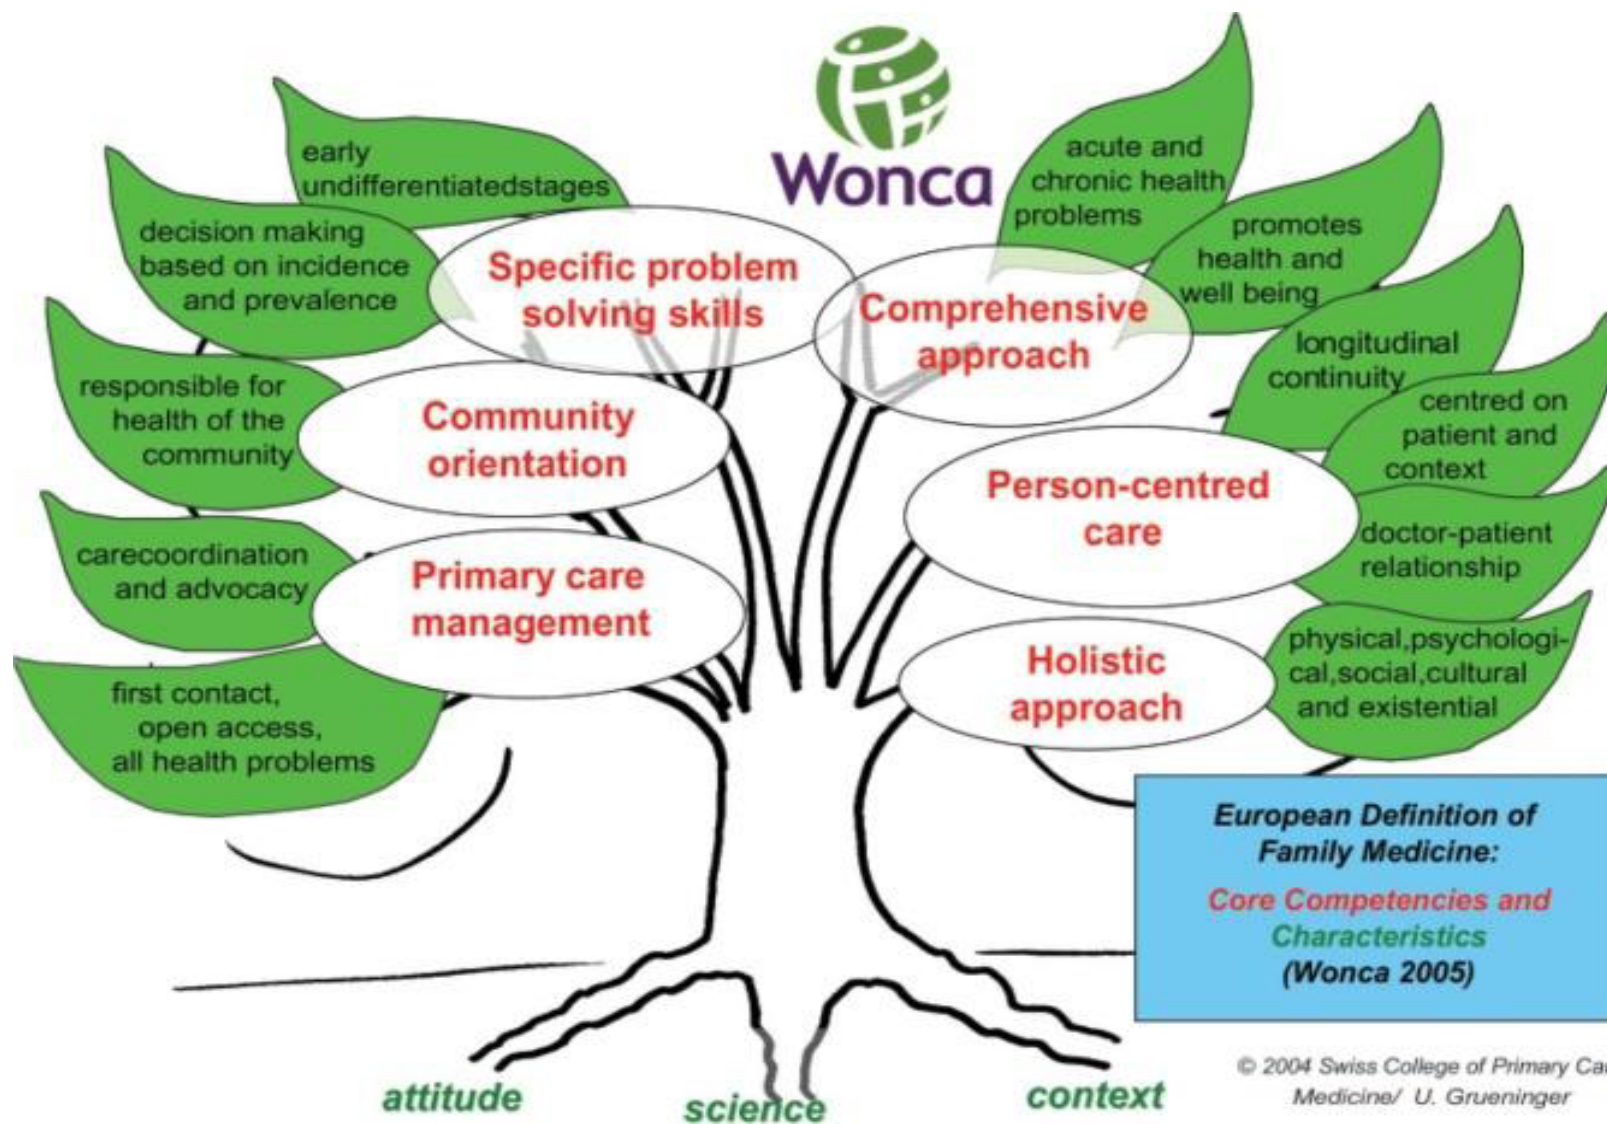 Wonca
early
undifferentiatedstages
decision making
based on incidence
and prevalence
responsible for
health of the
community
carecoordination
and advocacy
first contact,
open access,
all health problems
Specific problem
solving skills
Community
orientation
Primary care
management
Comprehensive
approach
Person-centred
care
Holistic
approach
acute and
chronic health
problems
promotes
health and
well being
longitudinal
continuity
centred on
patient and
context
doctor-patient
relationship
physical,psychologi-
cal,social,cultural
and existential
European Definition of
Family Medicine:
Core Competencies and
Characteristics
(Wonca 2005)
attitude
science
context
© 2004 Swiss College of Primary Ca
Medicine/ U. Grueninger